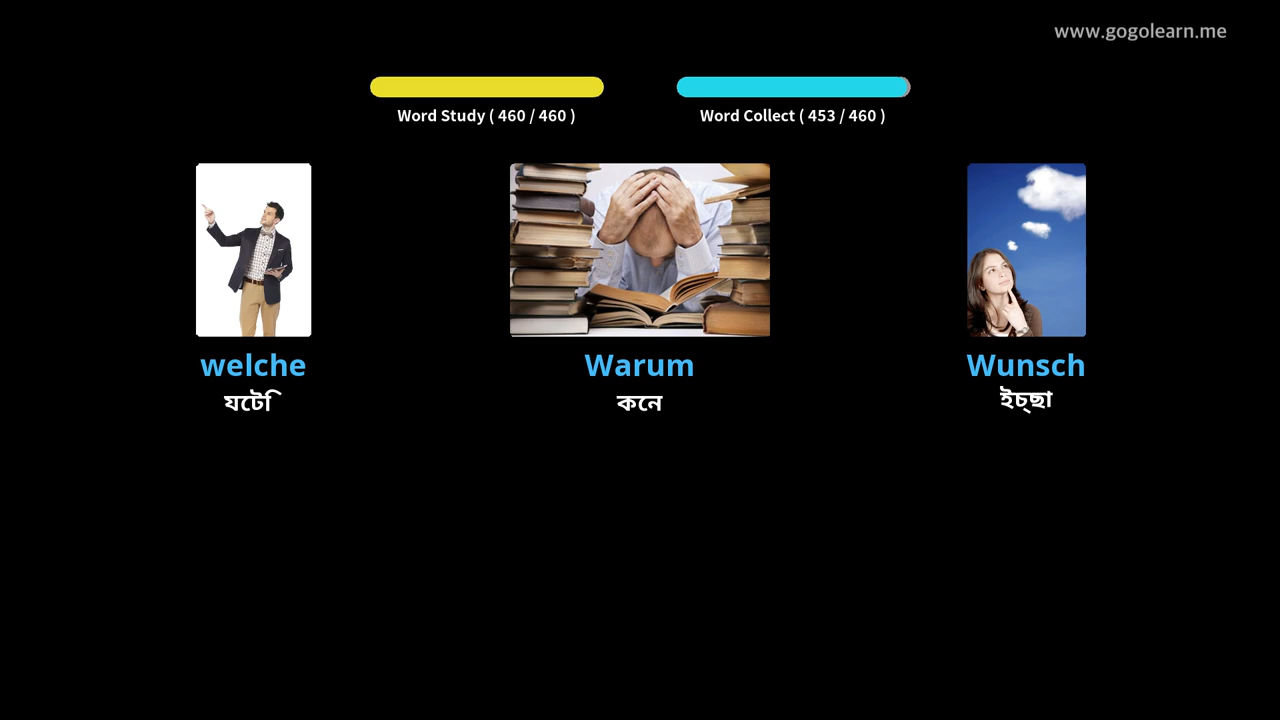 www.gogolearn.me
Word Study ( 460 / 460 )
Word Collect ( 453 / 460 )
welche
যটেি
Warum
কনে
Wunsch
ইচ্‌ছা